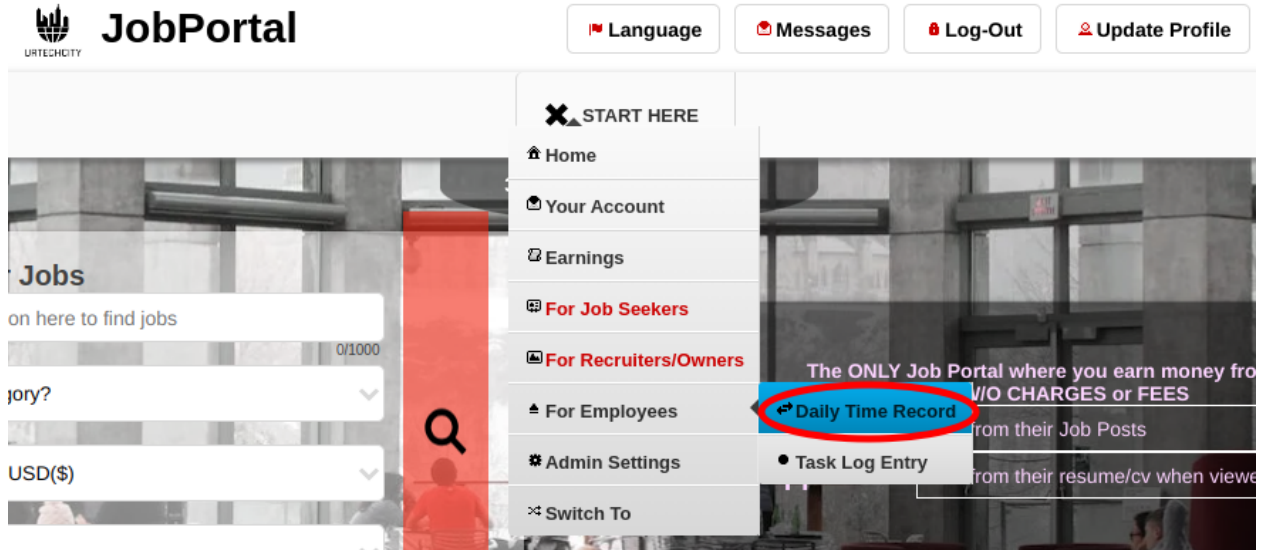 URTECHCITY
JobPortal
Language
Messages
Log-Out
Update Profile
START HERE
Home
Your Account
Earnings
For Job Seekers
For Recruiters/Owners
For Employees
Admin Settings
Switch To
Daily Time Record
Task Log Entry
Jobs
on here to find jobs
0/1000
gory?
USD($)
The ONLY Job Portal where you earn money fro
W/O CHARGES or FEES
from their Job Posts
from their resume/cv when viewe